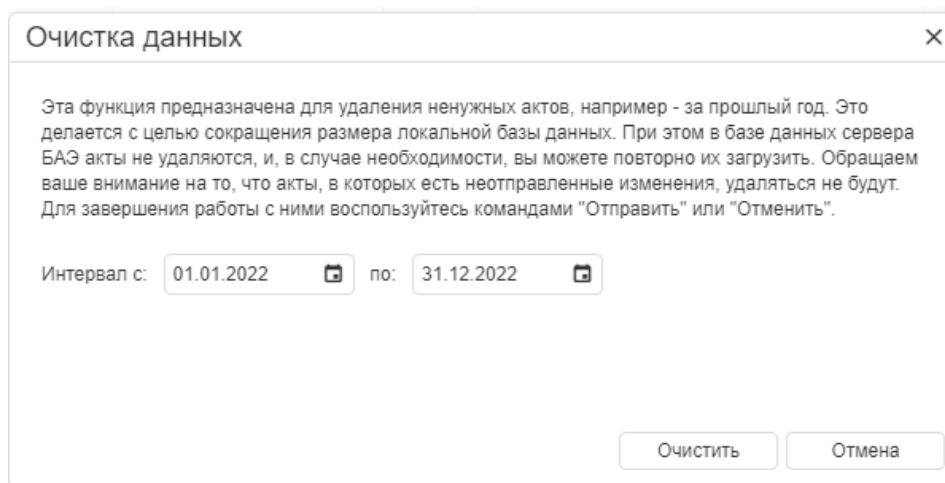 Очистка данных
Эта функция предназначена для удаления ненужных актов, например - за прошлый год. Это
делается с целью сокращения размера локальной базы данных. При этом в базе данных сервера
БАЭ акты не удаляются, и, в случае необходимости, вы можете повторно их загрузить. Обращаем
ваше внимание на то, что акты, в которых есть неотправленные изменения, удаляться не будут.
Для завершения работы с ними воспользуйтесь командами "Отправить" или "Отменить".
Интервал с: 01.01.2022 по: 31.12.2022
Очистить Отмена